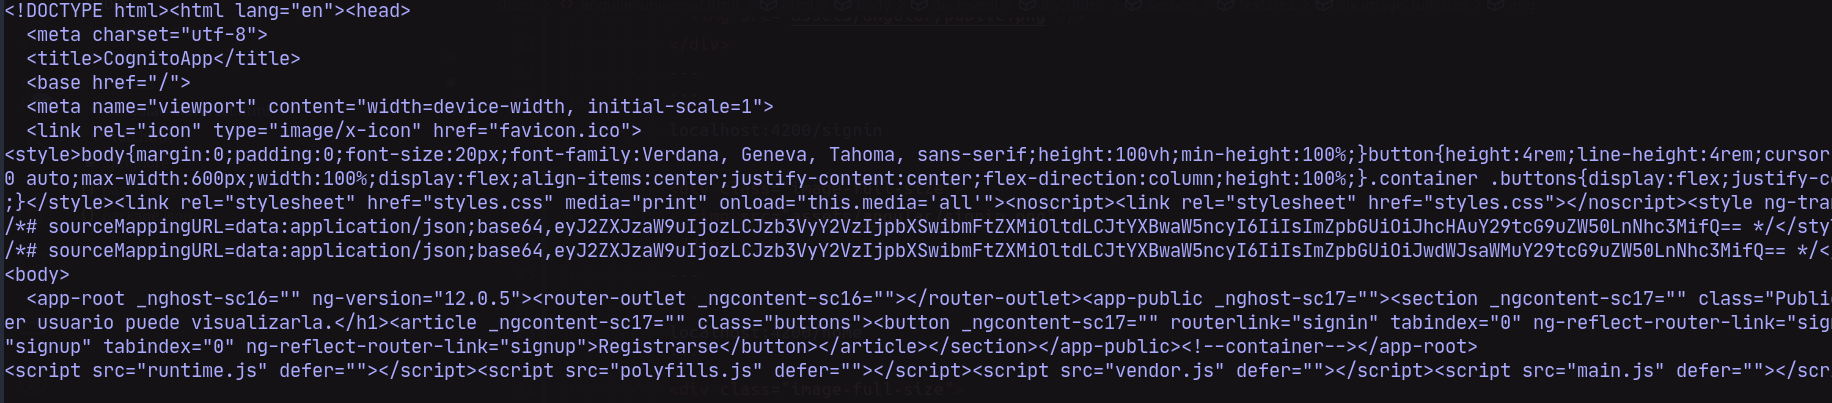 <!DOCTYPE html><html lang="en"><head>
<meta charset="utf-8">
<title>CognitoApp</title>
<base href="/">
<meta name="viewport" content="width=device-width, initial-scale=1">
<link rel="icon" type="image/x-icon" href="favicon.ico">
<style>body{margin:0;padding:0;font-size:20px;font-family:Verdana, Geneva, Tahoma, sans-serif;height:100vh;min-height:100%;}button{height:4rem;line-height:4rem;cursor
0 auto;max-width:600px;width:100%;display:flex;align-items:center;justify-content:center;flex-direction:column;height:100%;}.container .buttons{display:flex;justify-c
;}</style><link rel="stylesheet" href="styles.css" media="print" onload="this.media='all'"><noscript><link rel="stylesheet" href="styles.css"></noscript><style ng-tra
/*# sourceMappingURL=data:application/json;base64,eyJ2ZXJzaW9uIjozLCJzb3VyY2VzIjpbXSwibmFtZXMiOltdLCJtYXBwaW5ncyI6IiIsImZpbGUiOiJhcHAuY29tcG9uZW50LnNhc3MifQ== */</sty
/*# sourceMappingURL=data:application/json;base64,eyJ2ZXJzaW9uIjozLCJzb3VyY2VzIjpbXSwibmFtZXMiOltdLCJtYXBwaW5ncyI6IiIsImZpbGUiOiJwdWJsaWMuY29tcG9uZW50LnNhc3MifQ== */<
<body>
<app-root _nghost-sc16="" ng-version="12.0.5"><router-outlet _ngcontent-sc16=""></router-outlet><app-public _nghost-sc17=""><section _ngcontent-sc17="" class="Publi
er usuario puede visualizarla.</h1><article _ngcontent-sc17="" class="buttons"><button _ngcontent-sc17="" routerlink="signin" tabindex="0" ng-reflect-router-link="sig
"signup" tabindex="0" ng-reflect-router-link="signup">Registrarse</button></article></section></app-public><!--container--></app-root>
<script src="runtime.js" defer=""></script><script src="polyfills.js" defer=""></script><script src="vendor.js" defer=""></script><script src="main.js" defer=""></scr